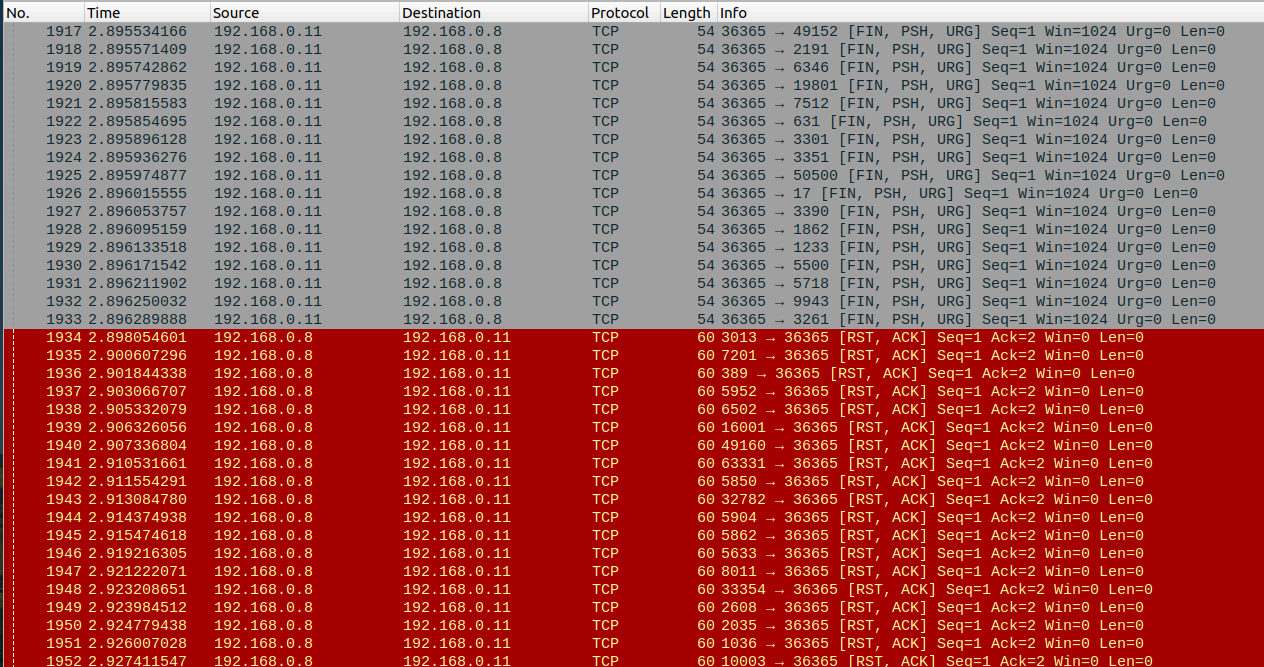 No. Time Source Destination Protocol Length Info
1917 2.895534166 192.168.0.11 192.168.0.8 TCP 54 36365 → 49152 [FIN, PSH, URG] Seq=1 Win=1024 Urg=0 Len=0
1918 2.895571409 192.168.0.11 192.168.0.8 TCP 54 36365 → 2191 [FIN, PSH, URG] Seq=1 Win=1024 Urg=0 Len=0
1919 2.895742862 192.168.0.11 192.168.0.8 TCP 54 36365 → 6346 [FIN, PSH, URG] Seq=1 Win=1024 Urg=0 Len=0
1920 2.895779835 192.168.0.11 192.168.0.8 TCP 54 36365 → 19801 [FIN, PSH, URG] Seq=1 Win=1024 Urg=0 Len=0
1921 2.895815583 192.168.0.11 192.168.0.8 TCP 54 36365 → 7512 [FIN, PSH, URG] Seq=1 Win=1024 Urg=0 Len=0
1922 2.895854695 192.168.0.11 192.168.0.8 TCP 54 36365 → 631 [FIN, PSH, URG] Seq=1 Win=1024 Urg=0 Len=0
1923 2.895896128 192.168.0.11 192.168.0.8 TCP 54 36365 → 3301 [FIN, PSH, URG] Seq=1 Win=1024 Urg=0 Len=0
1924 2.895936276 192.168.0.11 192.168.0.8 TCP 54 36365 → 3351 [FIN, PSH, URG] Seq=1 Win=1024 Urg=0 Len=0
1925 2.895974877 192.168.0.11 192.168.0.8 TCP 54 36365 → 50500 [FIN, PSH, URG] Seq=1 Win=1024 Urg=0 Len=0
1926 2.896015555 192.168.0.11 192.168.0.8 TCP 54 36365 → 17 [FIN, PSH, URG] Seq=1 Win=1024 Urg=0 Len=0
1927 2.896053757 192.168.0.11 192.168.0.8 TCP 54 36365 → 3390 [FIN, PSH, URG] Seq=1 Win=1024 Urg=0 Len=0
1928 2.896095159 192.168.0.11 192.168.0.8 TCP 54 36365 → 1862 [FIN, PSH, URG] Seq=1 Win=1024 Urg=0 Len=0
1929 2.896133518 192.168.0.11 192.168.0.8 TCP 54 36365 → 1233 [FIN, PSH, URG] Seq=1 Win=1024 Urg=0 Len=0
1930 2.896171542 192.168.0.11 192.168.0.8 TCP 54 36365 → 5500 [FIN, PSH, URG] Seq=1 Win=1024 Urg=0 Len=0
1931 2.896211902 192.168.0.11 192.168.0.8 TCP 54 36365 → 5718 [FIN, PSH, URG] Seq=1 Win=1024 Urg=0 Len=0
1932 2.896250032 192.168.0.11 192.168.0.8 TCP 54 36365 → 9943 [FIN, PSH, URG] Seq=1 Win=1024 Urg=0 Len=0
1933 2.896289888 192.168.0.11 192.168.0.8 TCP 54 36365 → 3261 [FIN, PSH, URG] Seq=1 Win=1024 Urg=0 Len=0
1934 2.898054601 192.168.0.8 192.168.0.11 TCP 60 3013 → 36365 [RST, ACK] Seq=1 Ack=2 Win=0 Len=0
1935 2.900607296 192.168.0.8 192.168.0.11 TCP 60 7201 → 36365 [RST, ACK] Seq=1 Ack=2 Win=0 Len=0
1936 2.901844338 192.168.0.8 192.168.0.11 TCP 60 389 → 36365 [RST, ACK] Seq=1 Ack=2 Win=0 Len=0
1937 2.903066707 192.168.0.8 192.168.0.11 TCP 60 5952 → 36365 [RST, ACK] Seq=1 Ack=2 Win=0 Len=0
1938 2.905332079 192.168.0.8 192.168.0.11 TCP 60 6502 → 36365 [RST, ACK] Seq=1 Ack=2 Win=0 Len=0
1939 2.906326056 192.168.0.8 192.168.0.11 TCP 60 16001 → 36365 [RST, ACK] Seq=1 Ack=2 Win=0 Len=0
1940 2.907336804 192.168.0.8 192.168.0.11 TCP 60 49160 → 36365 [RST, ACK] Seq=1 Ack=2 Win=0 Len=0
1941 2.910531661 192.168.0.8 192.168.0.11 TCP 60 63331 → 36365 [RST, ACK] Seq=1 Ack=2 Win=0 Len=0
1942 2.911554291 192.168.0.8 192.168.0.11 TCP 60 5850 → 36365 [RST, ACK] Seq=1 Ack=2 Win=0 Len=0
1943 2.913084780 192.168.0.8 192.168.0.11 TCP 60 32782 → 36365 [RST, ACK] Seq=1 Ack=2 Win=0 Len=0
1944 2.914374938 192.168.0.8 192.168.0.11 TCP 60 5904 → 36365 [RST, ACK] Seq=1 Ack=2 Win=0 Len=0
1945 2.915474618 192.168.0.8 192.168.0.11 TCP 60 5862 → 36365 [RST, ACK] Seq=1 Ack=2 Win=0 Len=0
1946 2.919216305 192.168.0.8 192.168.0.11 TCP 60 5633 → 36365 [RST, ACK] Seq=1 Ack=2 Win=0 Len=0
1947 2.921222071 192.168.0.8 192.168.0.11 TCP 60 8011 → 36365 [RST, ACK] Seq=1 Ack=2 Win=0 Len=0
1948 2.923208651 192.168.0.8 192.168.0.11 TCP 60 33354 → 36365 [RST, ACK] Seq=1 Ack=2 Win=0 Len=0
1949 2.923984512 192.168.0.8 192.168.0.11 TCP 60 2608 → 36365 [RST, ACK] Seq=1 Ack=2 Win=0 Len=0
1950 2.924779438 192.168.0.8 192.168.0.11 TCP 60 2035 → 36365 [RST, ACK] Seq=1 Ack=2 Win=0 Len=0
1951 2.926007028 192.168.0.8 192.168.0.11 TCP 60 1036 → 36365 [RST, ACK] Seq=1 Ack=2 Win=0 Len=0
1952 2.927411547 192.168.0.8 192.168.0.11 TCP 60 10003 → 36365 [RST, ACK] Seq=1 Ack=2 Win=0 Len=0